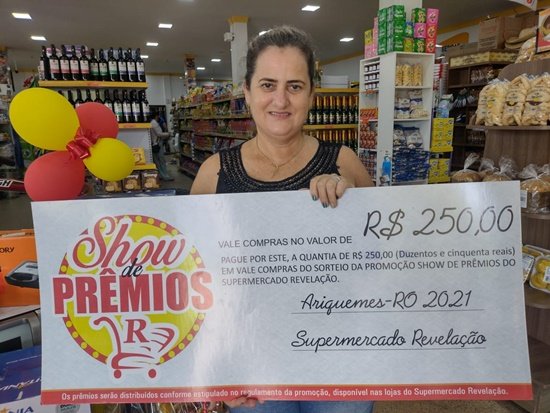 Show
de
PRÊMIOS
R
VALE COMPRAS NO VALOR DE R$ 250,00
PAGUE POR ESTE, A QUANTIA DE R$ 250,00 (Duzentos e cinquenta reais)
EM VALE COMPRAS DO SORTEIO DA PROMOÇÃO SHOW DE PRÊMIOS DO
SUPERMERCADO REVELAÇÃO.
Ariquemes-RO 2021
Supermercado Revelação
Os prêmios serão distribuídos conforme estipulado no regulamento da promoção, disponível nas lojas do Supermercado Revelação.